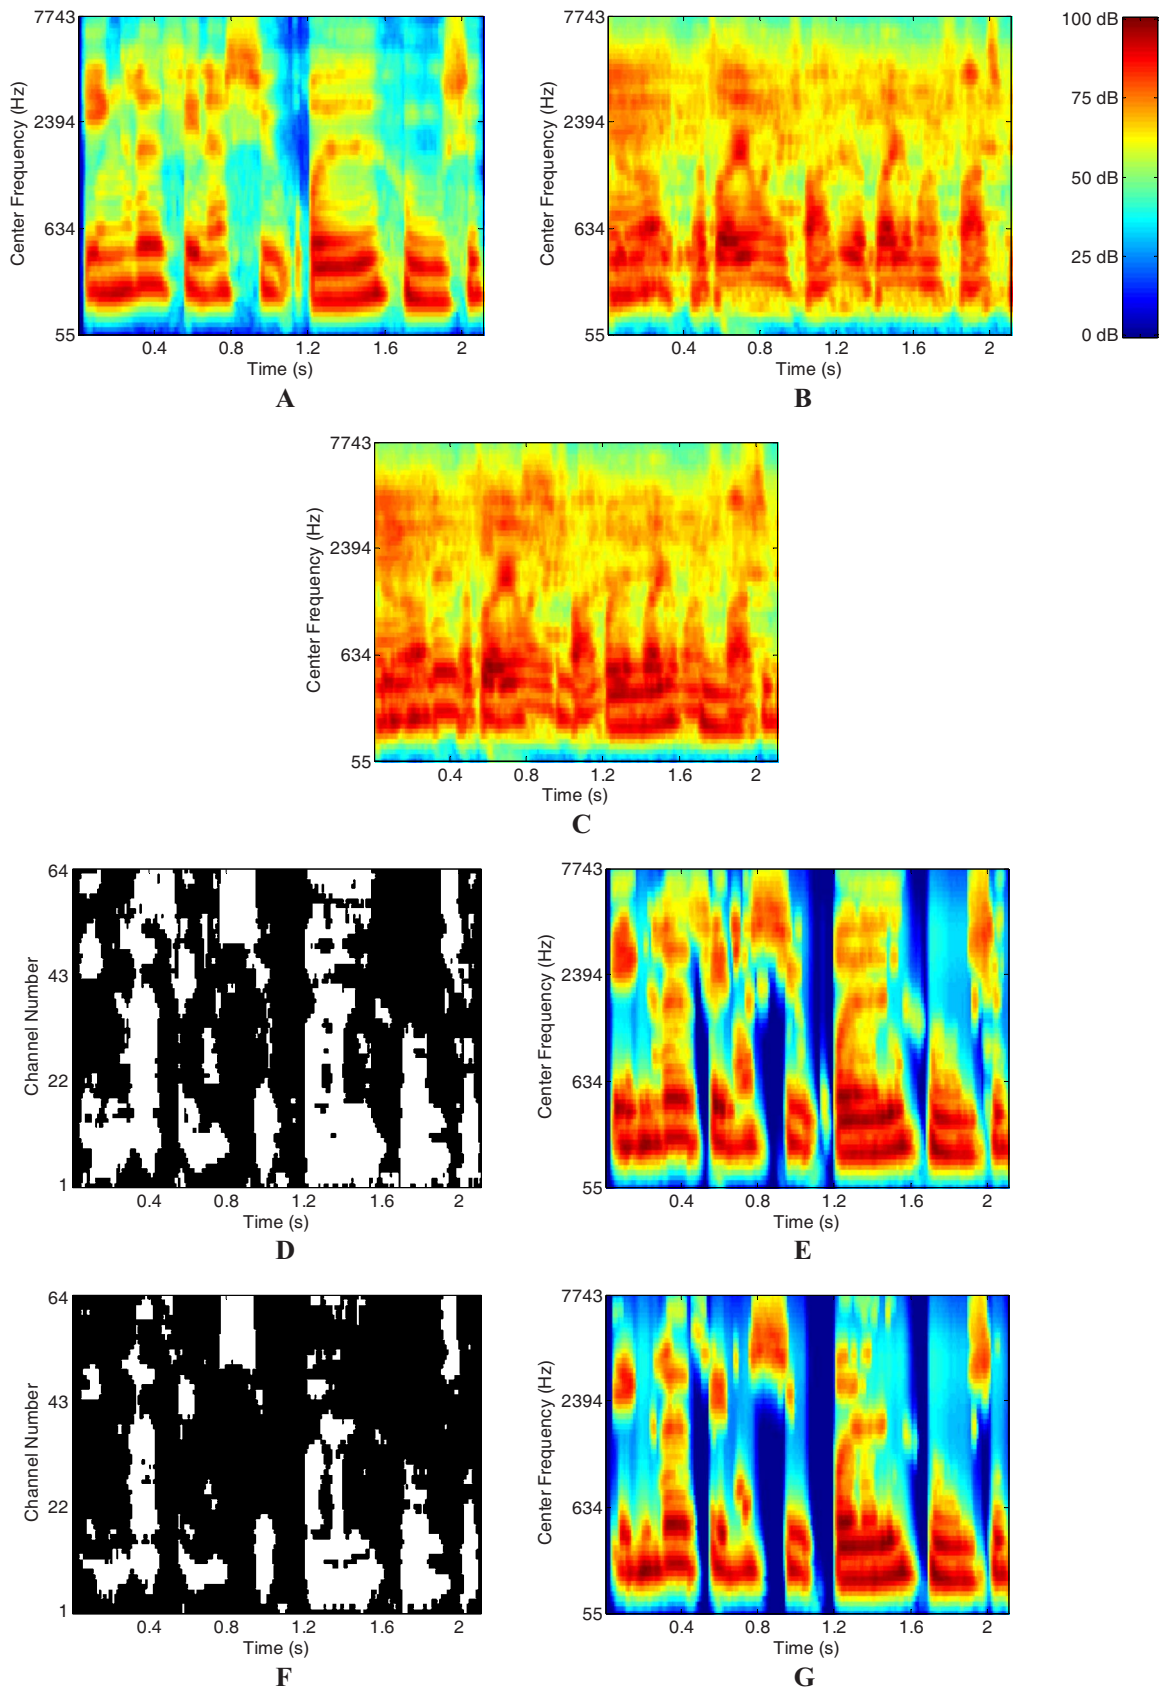 7743
2394
634
55
Center Frequency (Hz)
0.4 0.8 1.2 1.6 2
Time (s)
A
7743
2394
634
55
Center Frequency (Hz)
0.4 0.8 1.2 1.6 2
Time (s)
B
100 dB
75 dB
50 dB
25 dB
0 dB
7743
2394
634
55
Center Frequency (Hz)
0.4 0.8 1.2 1.6 2
Time (s)
C
64
43
22
1
Channel Number
0.4 0.8 1.2 1.6 2
Time (s)
D
7743
2394
634
55
Center Frequency (Hz)
0.4 0.8 1.2 1.6 2
Time (s)
E
64
43
22
1
Channel Number
0.4 0.8 1.2 1.6 2
Time (s)
F
7743
2394
634
55
Center Frequency (Hz)
0.4 0.8 1.2 1.6 2
Time (s)
G